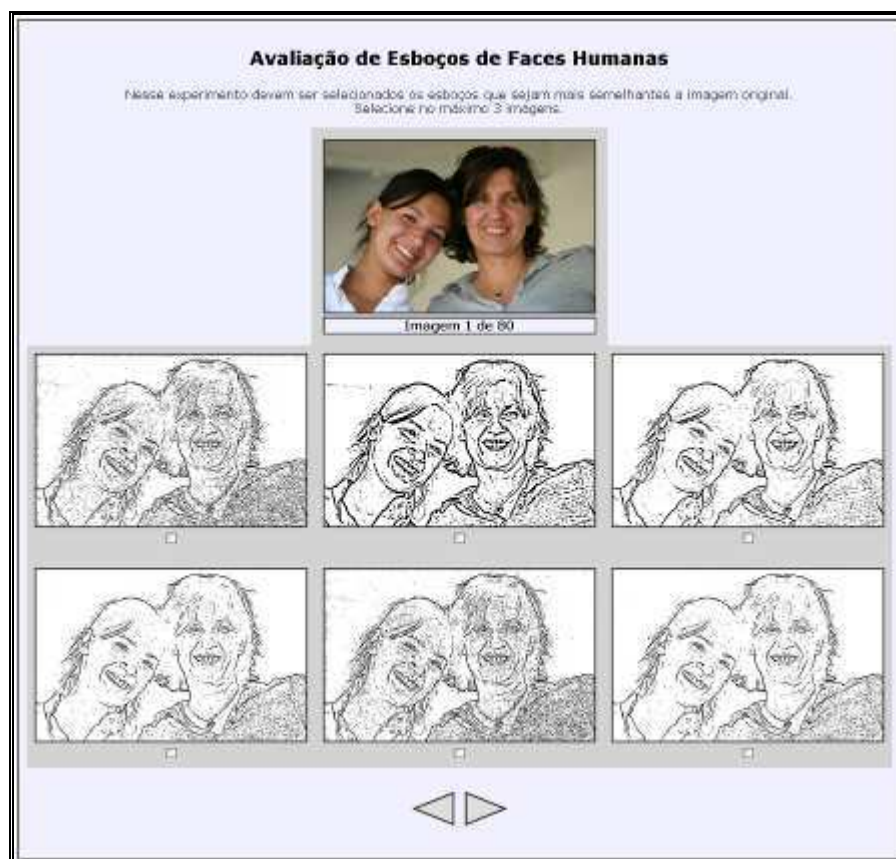 Avaliação de Esboços de Faces Humanas
Nesse experimento devem ser selecionados os esboços que sejam mais semelhantes a imagem original.
Selecione no máximo 3 imagens.
Imagem 1 de 80